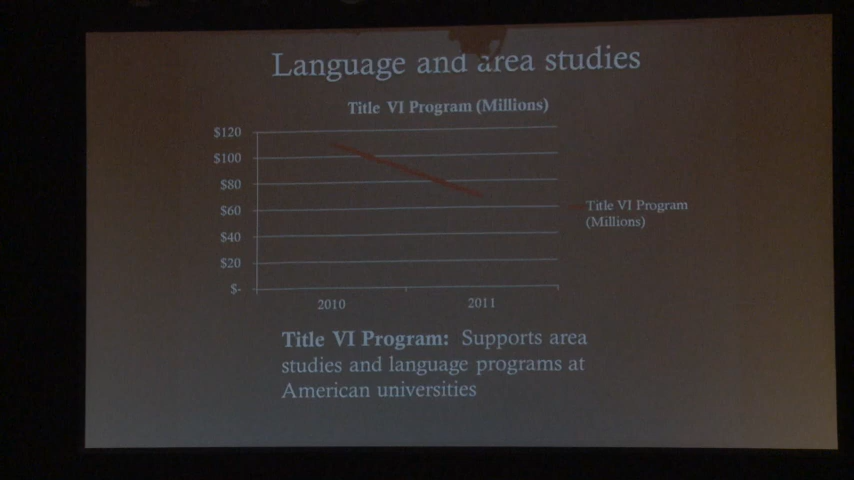 Language and area studies
Title VI Program (Millions)
$120
$100
$80
$60
$40
$20
$-
2010
2011
Title VI Program
(Millions)
Title VI Program: Supports area
studies and language programs at
American universities